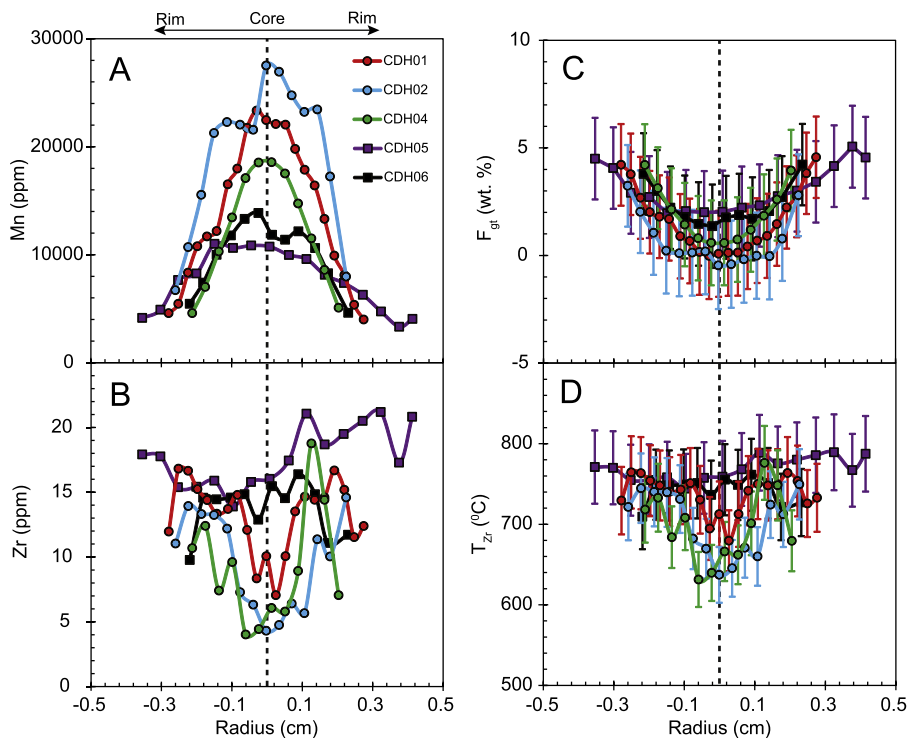 Rim Core Rim
30000
20000
10000
0
Mn (ppm)
A
CDH01
CDH02
CDH04
CDH05
CDH06
10
5
0
-5
Fgt (wt. %)
C
20
15
10
5
0
Zr (ppm)
B
-0.5 -0.3 -0.1 0.1 0.3 0.5
Radius (cm)
800
700
600
500
TZr (⁰C)
D
-0.5 -0.3 -0.1 0.1 0.3 0.5
Radius (cm)